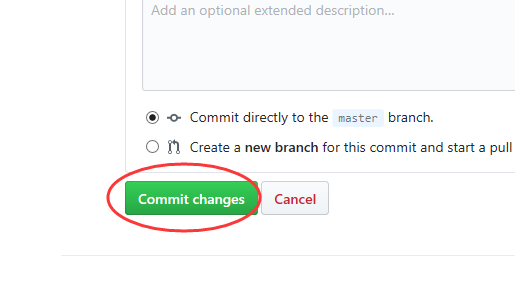 Add an optional extended description...
Commit directly to the master branch.
Create a new branch for this commit and start a pull
Commit changes
Cancel